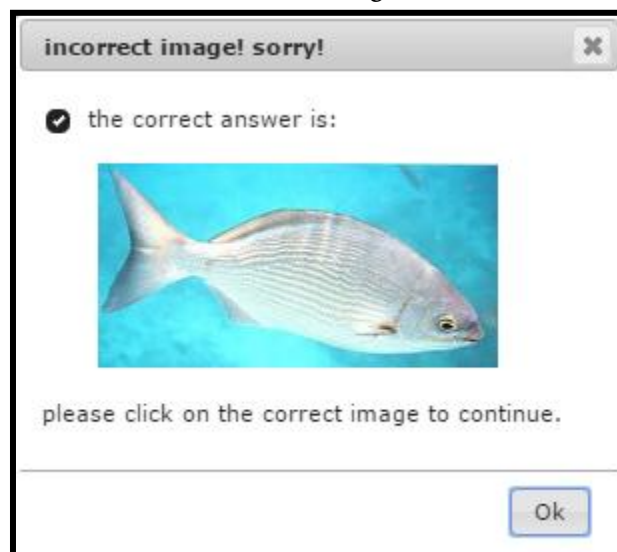 incorrect image! sorry!
the correct answer is:
please click on the correct image to continue.
Ok